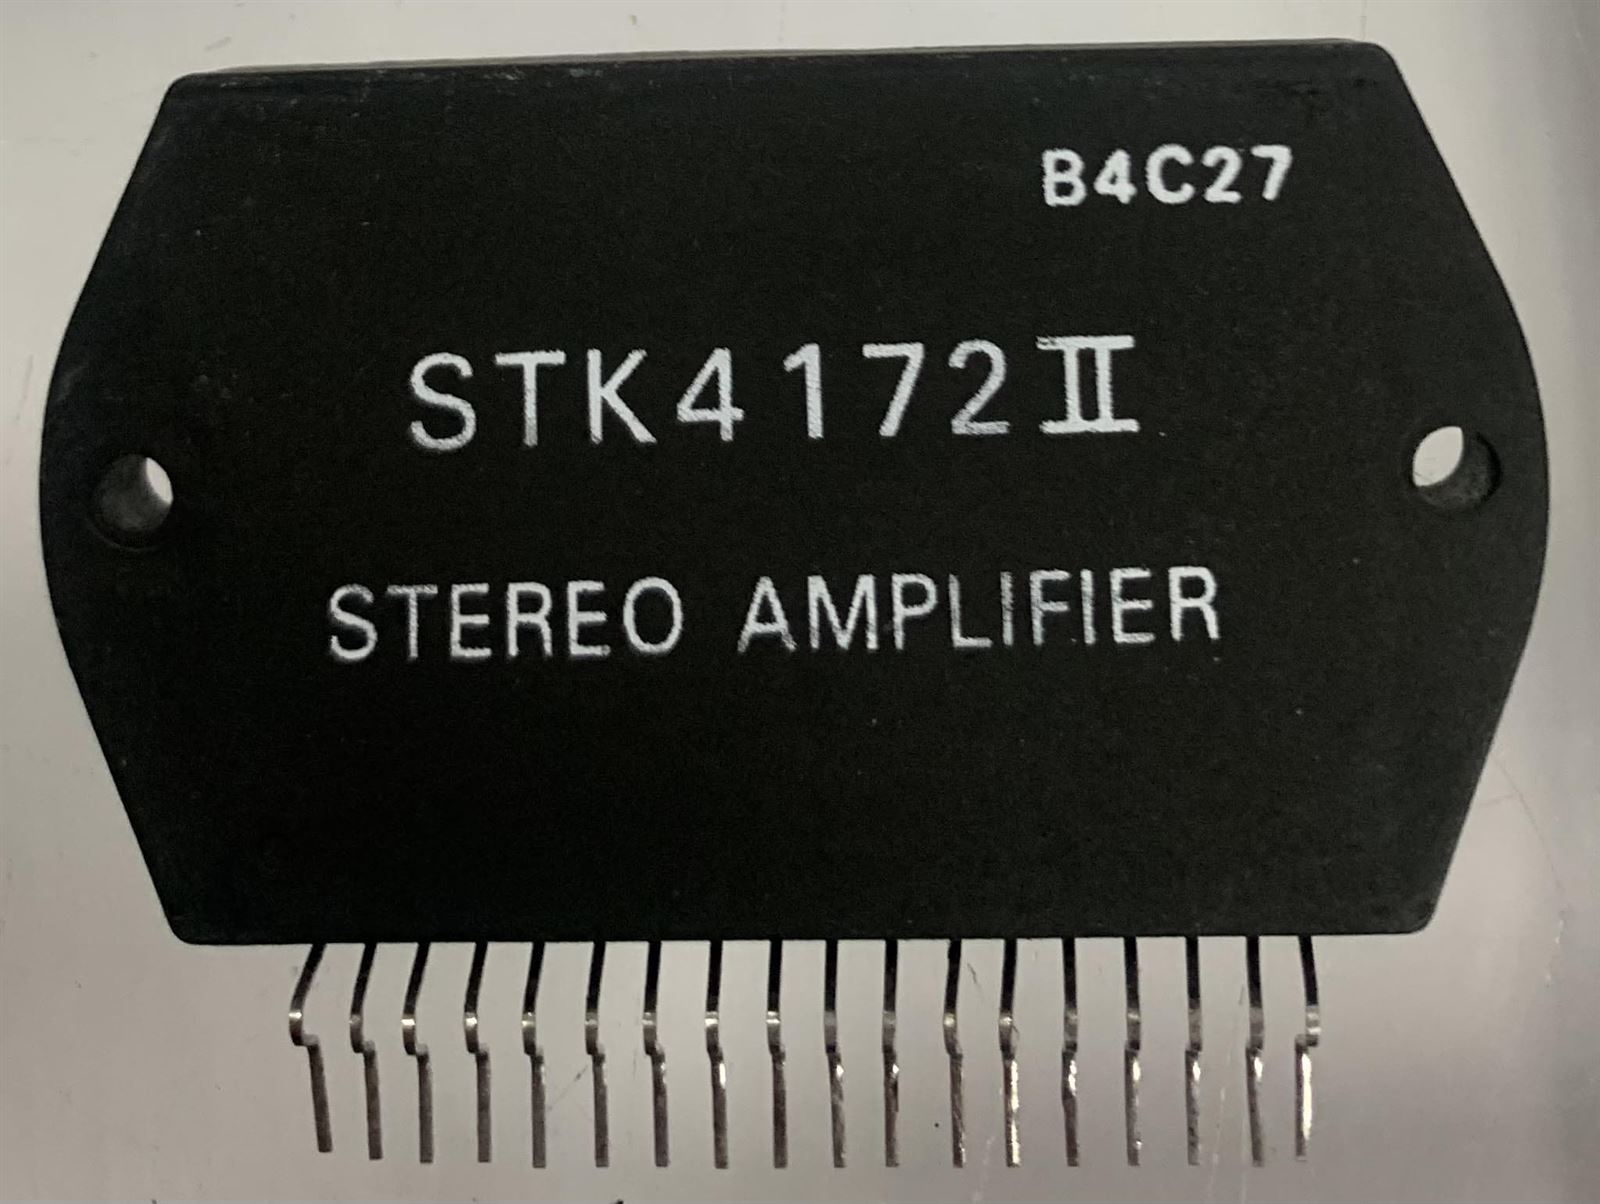 B4C27
STK4172II
STEREO AMPLIFIER